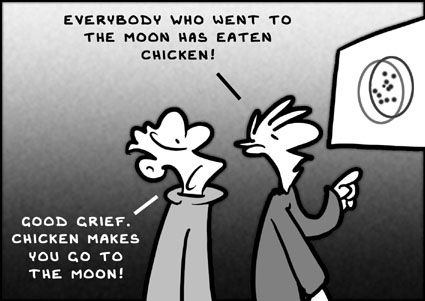 EVERYBODY WHO WENT TO
THE MOON HAS EATEN
CHICKEN!
GOOD GRIEF.
CHICKEN MAKES
YOU GO TO
THE MOON!